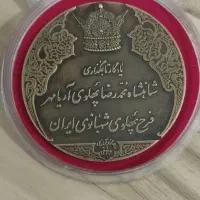 یادگار تاجگذاری
شاهنشاه محمدرضا پهلوی آریامهر
فرح پهلوی شهبانوی ایران